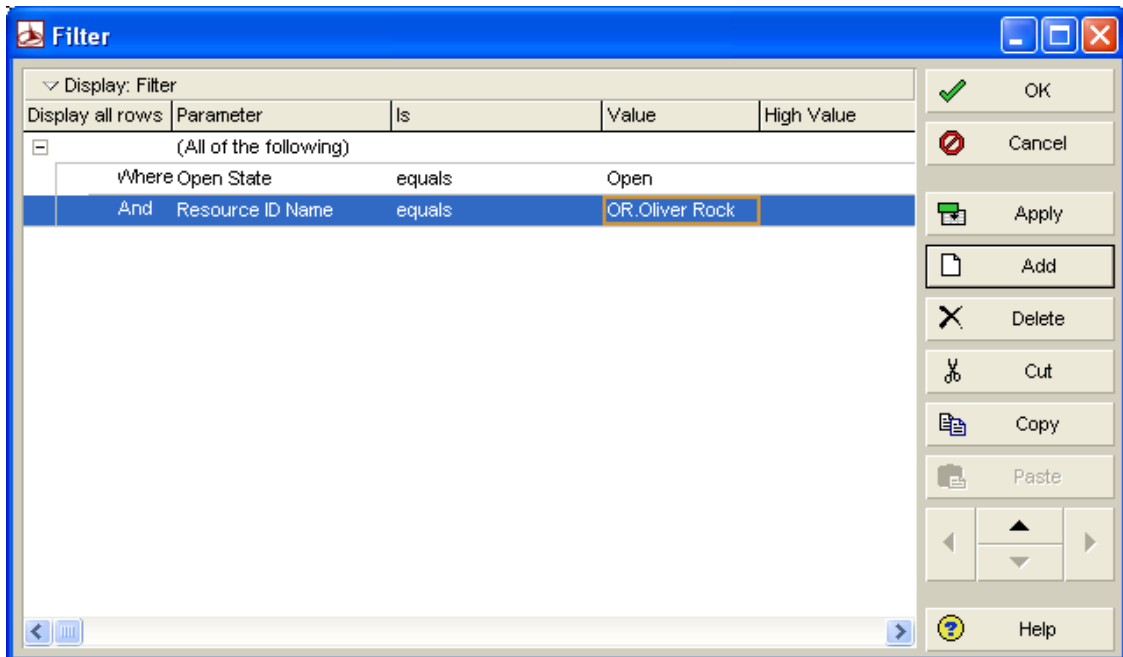 Filter
Display: Filter
Display all rows Parameter Is Value High Value
(All of the following)
Where Open State equals Open
And Resource ID Name equals OR.Oliver Rock
OK
Cancel
Apply
Add
Delete
Cut
Copy
Paste
Help